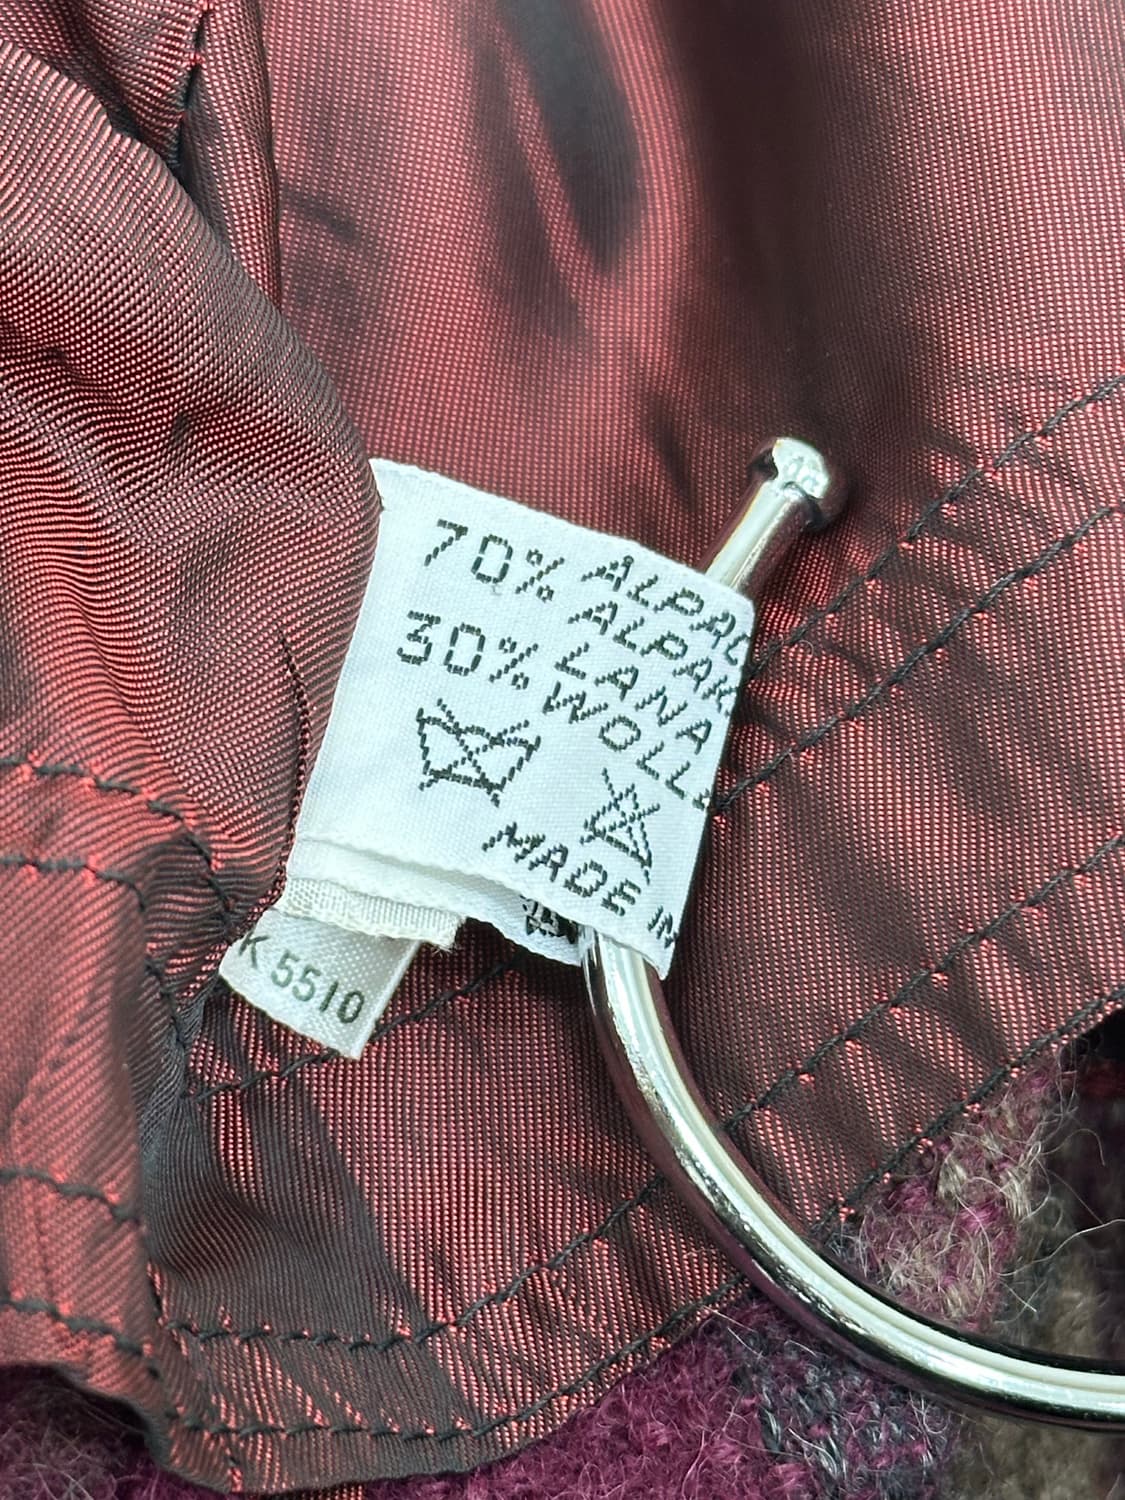 70% ALPAC
ALPAK
30% LANA
WOLL
MADE IN
K 5510